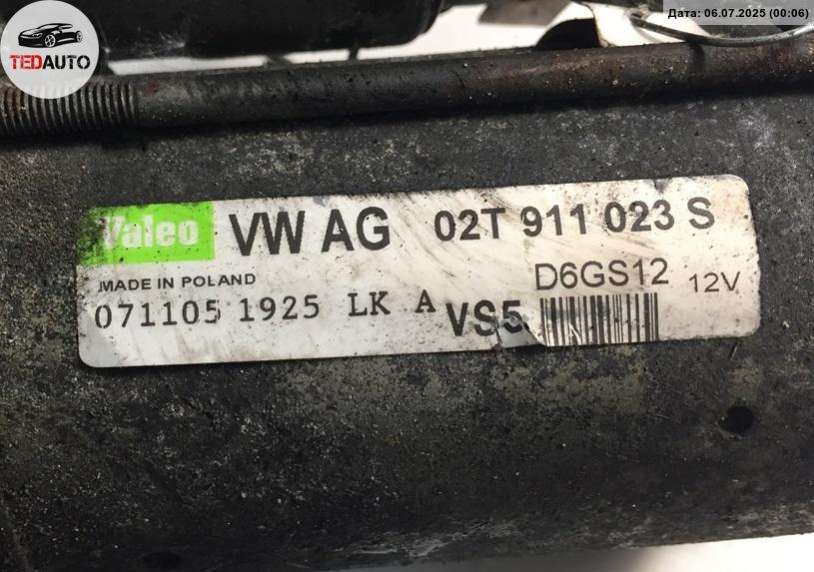 Дата: 06.07.2025 (00:06)
TEDAUTO
Valeo VW AG 02T 911 023 S
MADE IN POLAND D6GS12 12V
071105 1925 LK A VS5